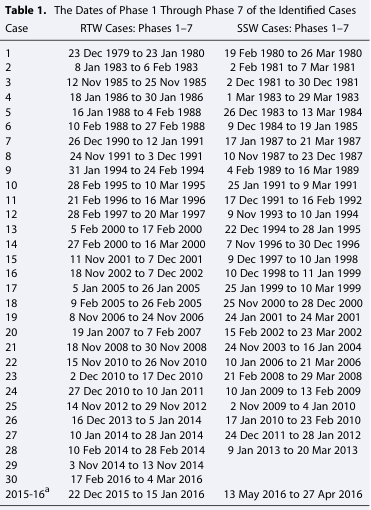 Table 1. The Dates of Phase 1 Through Phase 7 of the Identified Cases
Case RTW Cases: Phases 1–7 SSW Cases: Phases 1–7
1 23 Dec 1979 to 23 Jan 1980 19 Feb 1980 to 26 Mar 1980
2 8 Jan 1983 to 6 Feb 1983 2 Feb 1981 to 7 Mar 1981
3 12 Nov 1985 to 25 Nov 1985 2 Dec 1981 to 30 Dec 1981
4 18 Jan 1986 to 30 Jan 1986 1 Mar 1983 to 29 Mar 1983
5 16 Jan 1988 to 4 Feb 1988 26 Dec 1983 to 13 Mar 1984
6 10 Feb 1988 to 27 Feb 1988 9 Dec 1984 to 19 Jan 1985
7 26 Dec 1990 to 12 Jan 1991 17 Jan 1987 to 21 Mar 1987
8 24 Nov 1991 to 3 Dec 1991 10 Nov 1987 to 23 Dec 1987
9 31 Jan 1994 to 24 Feb 1994 4 Feb 1989 to 16 Mar 1989
10 28 Feb 1995 to 10 Mar 1995 25 Jan 1991 to 9 Mar 1991
11 21 Feb 1996 to 16 Mar 1996 17 Dec 1991 to 16 Feb 1992
12 28 Feb 1997 to 20 Mar 1997 9 Nov 1993 to 10 Jan 1994
13 5 Feb 2000 to 17 Feb 2000 22 Dec 1994 to 28 Jan 1995
14 27 Feb 2000 to 16 Mar 2000 7 Nov 1996 to 30 Dec 1996
15 11 Nov 2001 to 7 Dec 2001 9 Dec 1997 to 10 Jan 1998
16 18 Nov 2002 to 7 Dec 2002 10 Dec 1998 to 11 Jan 1999
17 5 Jan 2005 to 26 Jan 2005 25 Jan 1999 to 10 Mar 1999
18 9 Feb 2005 to 26 Feb 2005 25 Nov 2000 to 28 Dec 2000
19 8 Nov 2006 to 24 Nov 2006 24 Jan 2001 to 24 Mar 2001
20 19 Jan 2007 to 7 Feb 2007 15 Feb 2002 to 23 Mar 2002
21 18 Nov 2008 to 30 Nov 2008 24 Nov 2003 to 16 Jan 2004
22 15 Nov 2010 to 26 Nov 2010 10 Jan 2006 to 21 Mar 2006
23 2 Dec 2010 to 17 Dec 2010 21 Feb 2008 to 29 Mar 2008
24 27 Dec 2010 to 10 Jan 2011 10 Jan 2009 to 13 Feb 2009
25 14 Nov 2012 to 29 Nov 2012 2 Nov 2009 to 4 Jan 2010
26 16 Dec 2013 to 5 Jan 2014 17 Jan 2010 to 23 Feb 2010
27 10 Jan 2014 to 28 Jan 2014 24 Dec 2011 to 28 Jan 2012
28 10 Feb 2014 to 28 Feb 2014 9 Jan 2013 to 20 Mar 2013
29 3 Nov 2014 to 13 Nov 2014
30 17 Feb 2016 to 4 Mar 2016
2015-16a 22 Dec 2015 to 15 Jan 2016 13 May 2016 to 27 Apr 2016